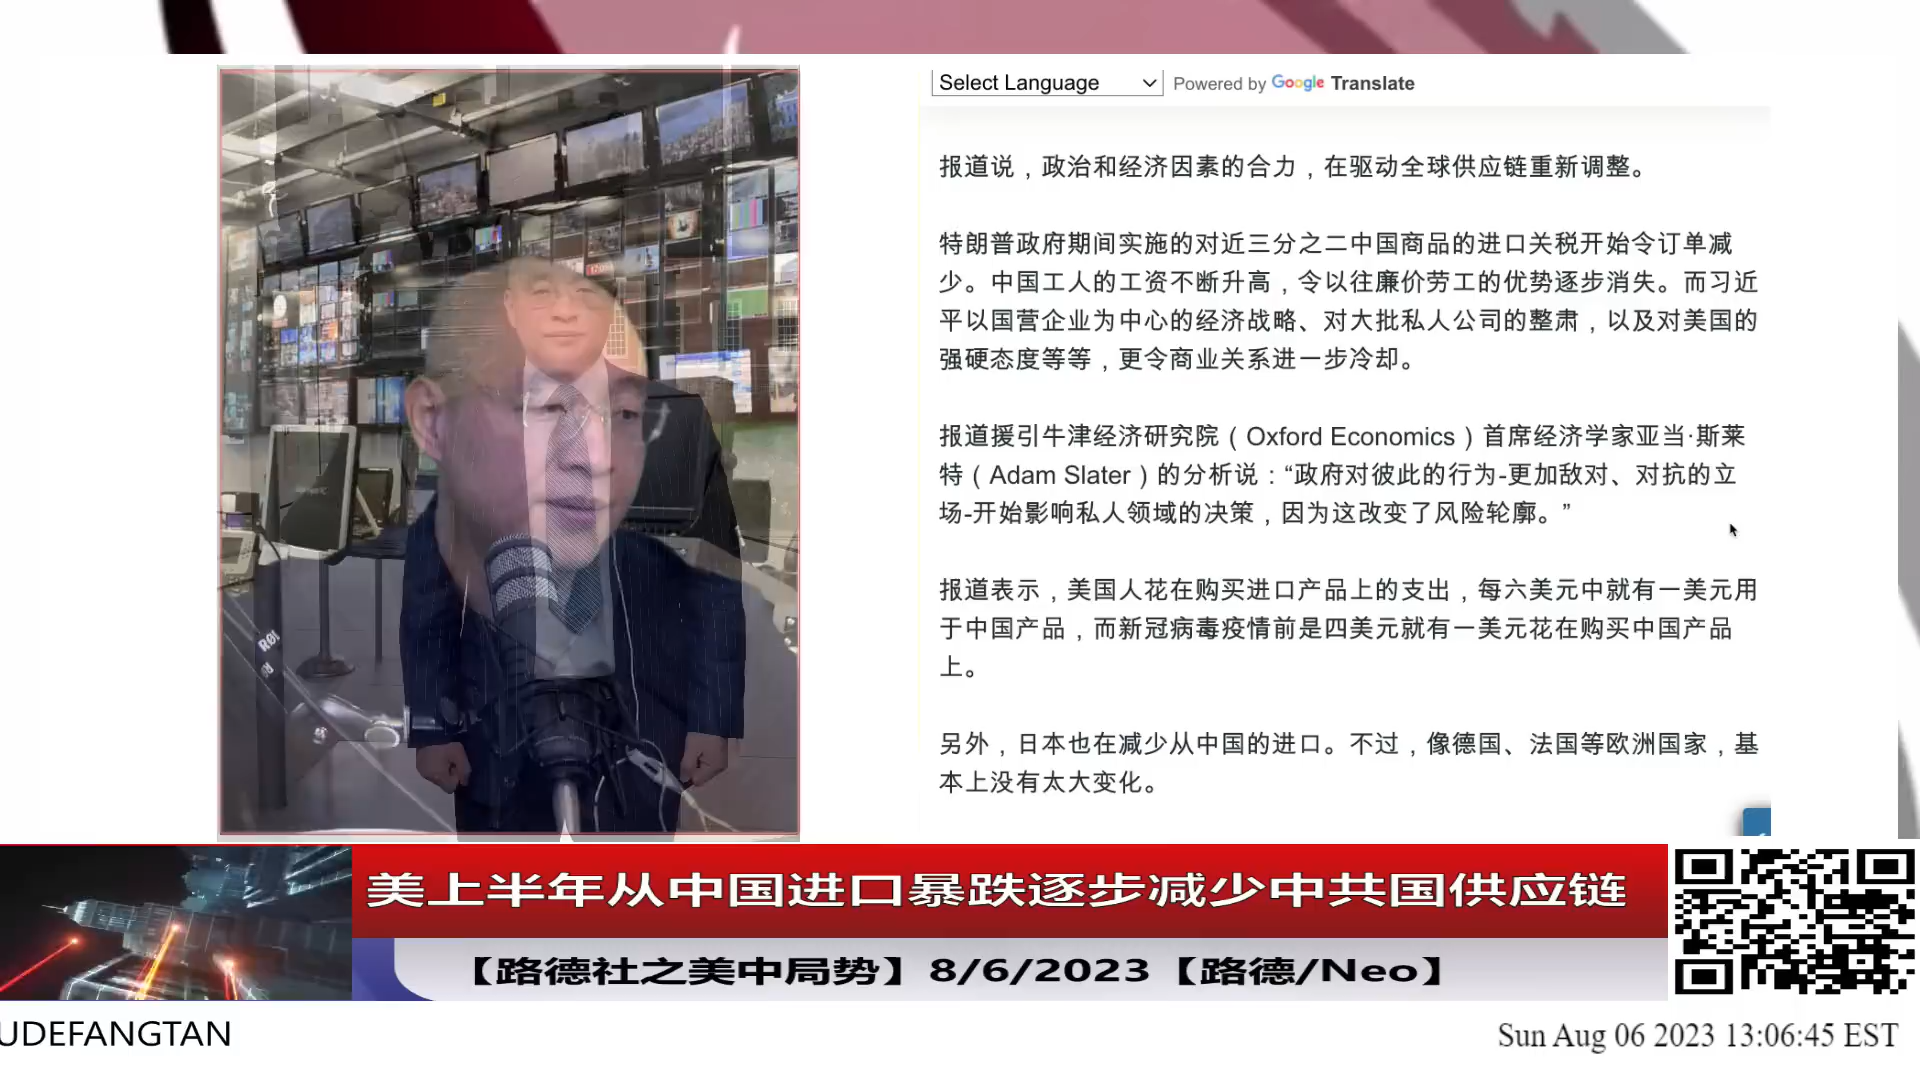 Select Language
Powered by Google Translate
报道说，政治和经济因素的合力，在驱动全球供应链重新调整。
特朗普政府期间实施的对近三分之二中国商品的进口关税开始令订单减
少。中国工人的工资不断升高，令以往廉价劳工的优势逐步消失。而习近
平以国营企业为中心的经济战略、对大批私人公司的整肃，以及对美国的
强硬态度等等，更令商业关系进一步冷却。
报道援引牛津经济研究院（Oxford Economics）首席经济学家亚当·斯莱
特（Adam Slater）的分析说：“政府对彼此的行为-更加敌对、对抗的立
场-开始影响私人领域的决策，因为这改变了风险轮廓。”
报道表示，美国人花在购买进口产品上的支出，每六美元中就有一美元用
于中国产品，而新冠病毒疫情前是四美元就有一美元花在购买中国产品
上。
另外，日本也在减少从中国的进口。不过，像德国、法国等欧洲国家，基
本上没有太大变化。
美上半年从中国进口暴跌逐步减少中共国供应链
【路德社之美中局势】8/6/2023【路德/Neo】
UDEFANGTAN
Sun Aug 06 2023 13:06:45 EST